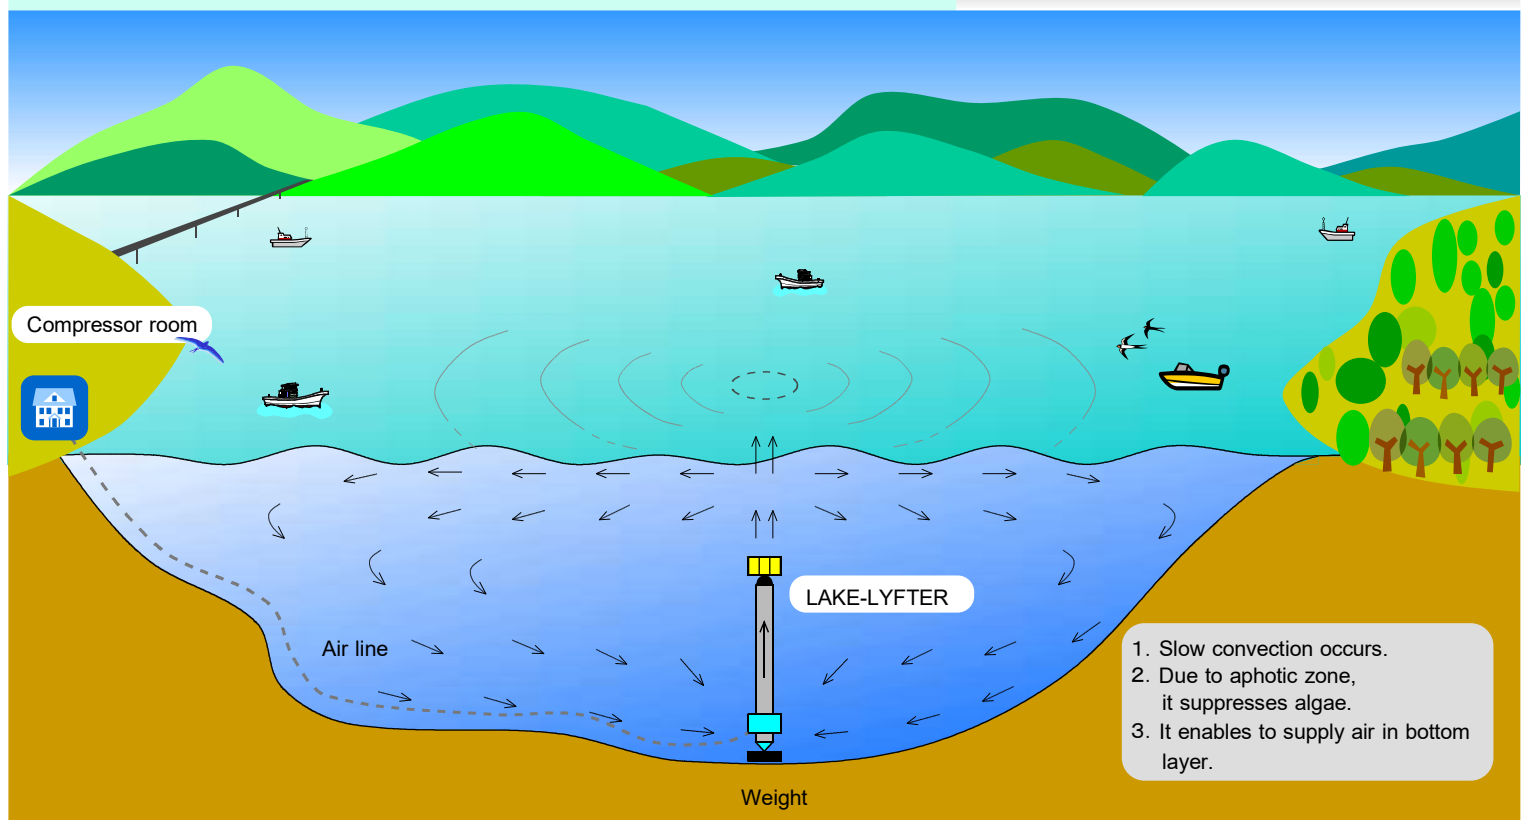 Compressor room
LAKE-LYFTER
Air line
1. Slow convection occurs.
2. Due to aphotic zone,
it suppresses algae.
3. It enables to supply air in bottom
layer.
Weight